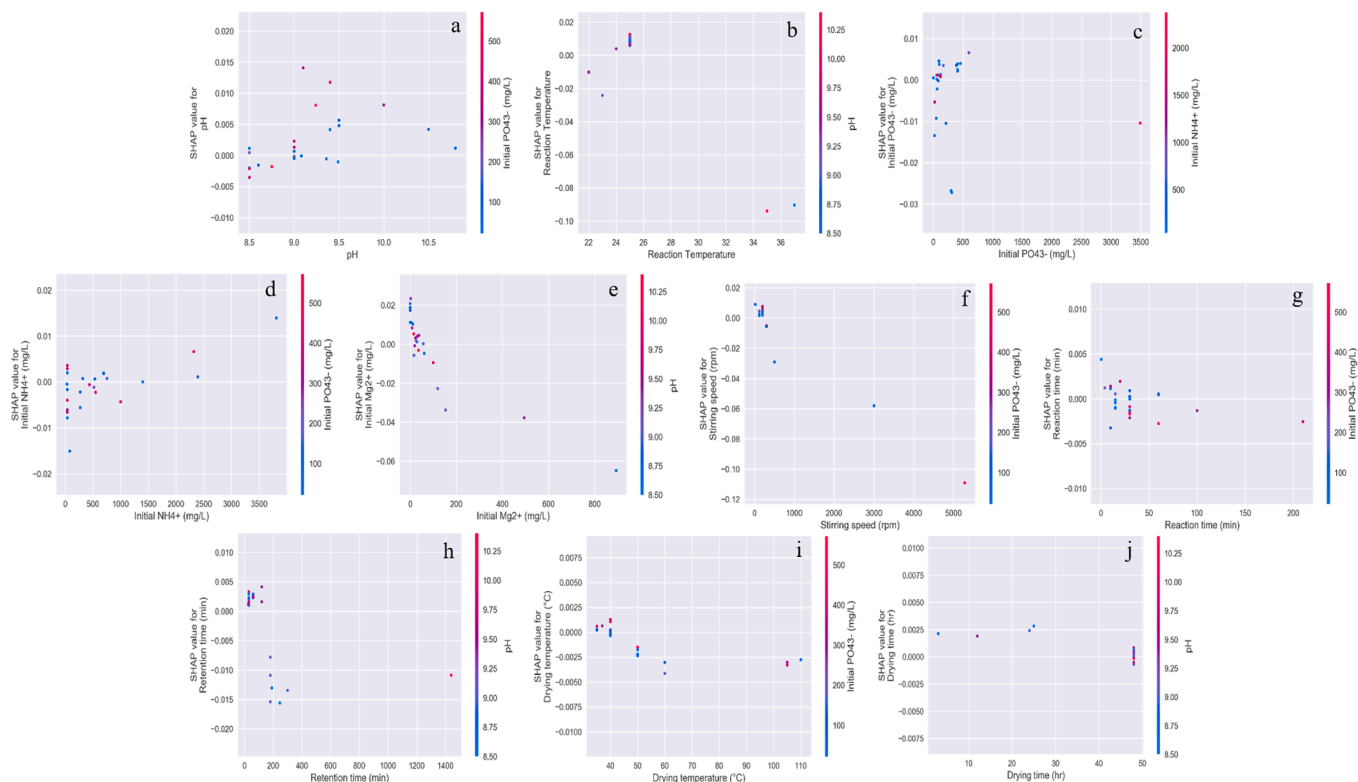 a
0.020
0.015
0.010
0.005
0.000
−0.005
−0.010
8.5 9.0 9.5 10.0 10.5
pH
SHAP value for
pH
500
400
300
200
100
Initial PO43- (mg/L)
b
0.02
0.00
−0.02
−0.04
−0.06
−0.08
−0.10
22 24 26 28 30 32 34 36
Reaction Temperature
SHAP value for
Reaction Temperature
10.25
10.00
9.75
9.50
9.25
9.00
8.75
8.50
pH
c
0.01
0.00
−0.01
−0.02
−0.03
0 500 1000 1500 2000 2500 3000 3500
Initial PO43- (mg/L)
SHAP value for
Initial PO43- (mg/L)
2000
1500
1000
500
Initial NH4+ (mg/L)
d
0.02
0.01
0.00
−0.01
−0.02
0 500 1000 1500 2000 2500 3000 3500
Initial NH4+ (mg/L)
SHAP value for
Initial NH4+ (mg/L)
500
400
300
200
100
Initial PO43- (mg/L)
e
0.02
0.00
−0.02
−0.04
−0.06
0 200 400 600 800
Initial Mg2+ (mg/L)
SHAP value for
Initial Mg2+ (mg/L)
10.25
10.00
9.75
9.50
9.25
9.00
8.75
8.50
pH
f
0.02
0.00
−0.02
−0.04
−0.06
−0.08
−0.10
−0.12
0 1000 2000 3000 4000 5000
Stirring speed (rpm)
SHAP value for
Stirring speed (rpm)
500
400
300
200
100
Initial PO43- (mg/L)
g
0.010
0.005
0.000
−0.005
−0.010
0 50 100 150 200
Reaction time (min)
SHAP value for
Reaction time (min)
500
400
300
200
100
Initial PO43- (mg/L)
h
0.010
0.005
0.000
−0.005
−0.010
−0.015
−0.020
0 200 400 600 800 1000 1200 1400
Retention time (min)
SHAP value for
Retention time (min)
10.25
10.00
9.75
9.50
9.25
9.00
8.75
8.50
pH
i
0.0075
0.0050
0.0025
0.0000
−0.0025
−0.0050
−0.0075
−0.0100
40 50 60 70 80 90 100 110
Drying temperature (°C)
SHAP value for
Drying temperature (°C)
500
400
300
200
100
Initial PO43- (mg/L)
j
0.0100
0.0075
0.0050
0.0025
0.0000
−0.0025
−0.0050
−0.0075
10 20 30 40 50
Drying time (hr)
SHAP value for
Drying time (hr)
10.25
10.00
9.75
9.50
9.25
9.00
8.75
8.50
pH